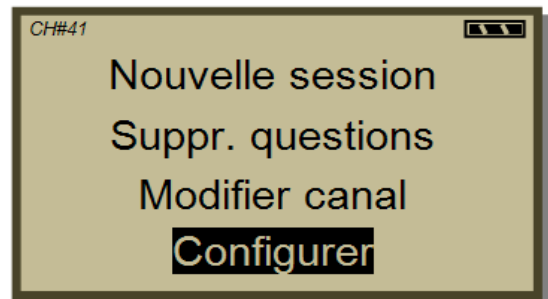 CH#41
Nouvelle session
Suppr. questions
Modifier canal
Configurer